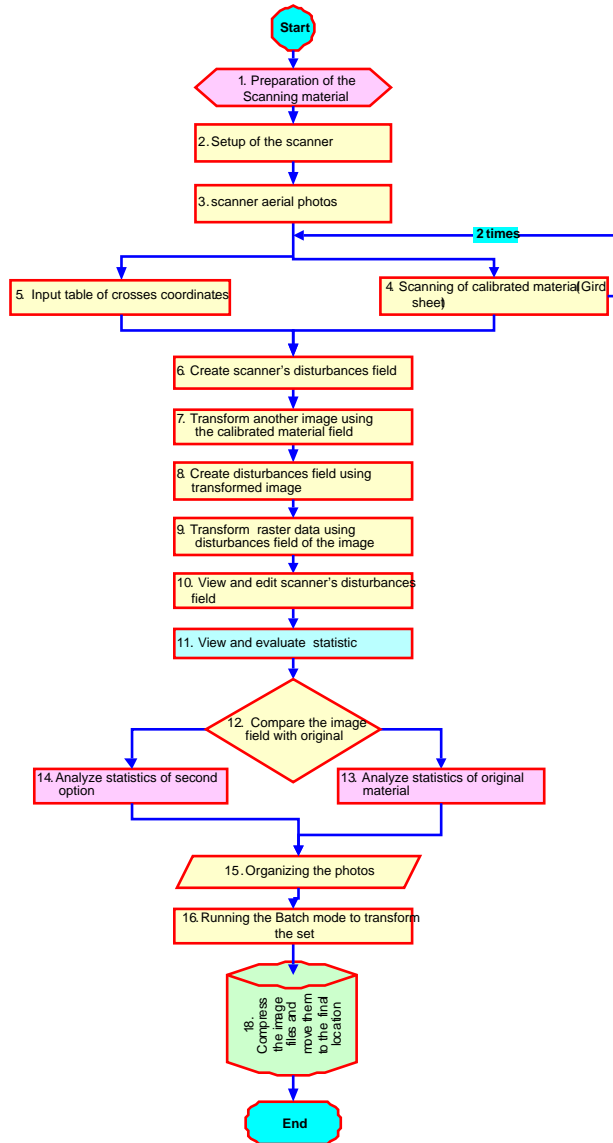 Start
1. Preparation of the
Scanning material
2. Setup of the scanner
3. scanner aerial photos
2 times
5. Input table of crosses coordinates
4. Scanning of calibrated material(Gird
sheet)
6. Create scanner's disturbances field
7. Transform another image using
the calibrated material field
8. Create disturbances field using
transformed image
9. Transform raster data using
disturbances field of the image
10. View and edit scanner's disturbances
field
11. View and evaluate statistic
12. Compare the image
field with original
14. Analyze statistics of second
option
13. Analyze statistics of original
material
15. Organizing the photos
16. Running the Batch mode to transform
the set
18.
Compress
the image
files and
move them
to the final
location
End